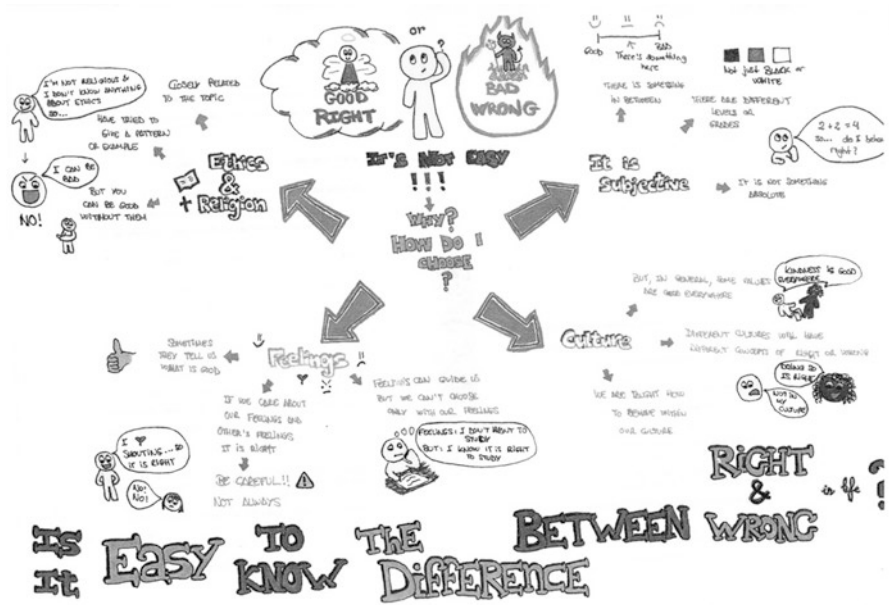 or
GOOD
RIGHT
BAD
WRONG
It's Not Easy
!!!
WHY?
HOW DO I
CHOOSE
?
I'M NOT RELIGIOUS &
I DON'T KNOW ANYTHING
ABOUT ETHICS
SO...
CLOSELY RELATED
TO THE TOPIC
HAVE TRIED TO
GIVE A PATTERN
OR EXAMPLE
I CAN BE
BAD
NO!
BUT YOU
CAN BE GOOD
WITHOUT THEM
Ethics
&
Religion
GOOD
BAD
There's something
here
Not just BLACK or
WHITE
THERE IS SOMETHING
IN BETWEEN
THERE ARE DIFFERENT
LEVELS OR
GRADES
2+2=4
so... do I
right?
It is
Subjective
IT IS NOT SOMETHING
ABSOLUTE
SOMETIMES
THEY TELL US
WHAT IS GOOD
Feelings
IF WE CARE ABOUT
OUR FEELINGS AND
OTHER'S FEELINGS
IT IS RIGHT
BE CAREFUL!!
NOT ALWAYS
I
SHOUTING...SO
IT IS RIGHT
NO!
NO!
CAN GUIDE US
BUT WE CAN'T CHOOSE
ONLY WITH OUR FEELINGS
FEELINGS: I DON'T WANT TO
STUDY
BUT: I KNOW IT IS RIGHT
TO STUDY
Culture
BUT, IN GENERAL, SOME VALUES
ARE GOOD EVERYWHERE
KINDNESS IS GOOD
EVERYWHERE
DIFFERENT CULTURES WILL HAVE
DIFFERENT CONCEPTS OF RIGHT OR WRONG
DOING SO
IS RIGHT
NOT IN
MY
CULTURE
WE ARE TAUGHT HOW
TO BEHAVE WITHIN
OUR CULTURE
Is It Easy TO KNOW The Difference BETWEEN RIGHT & WRONG in life ?